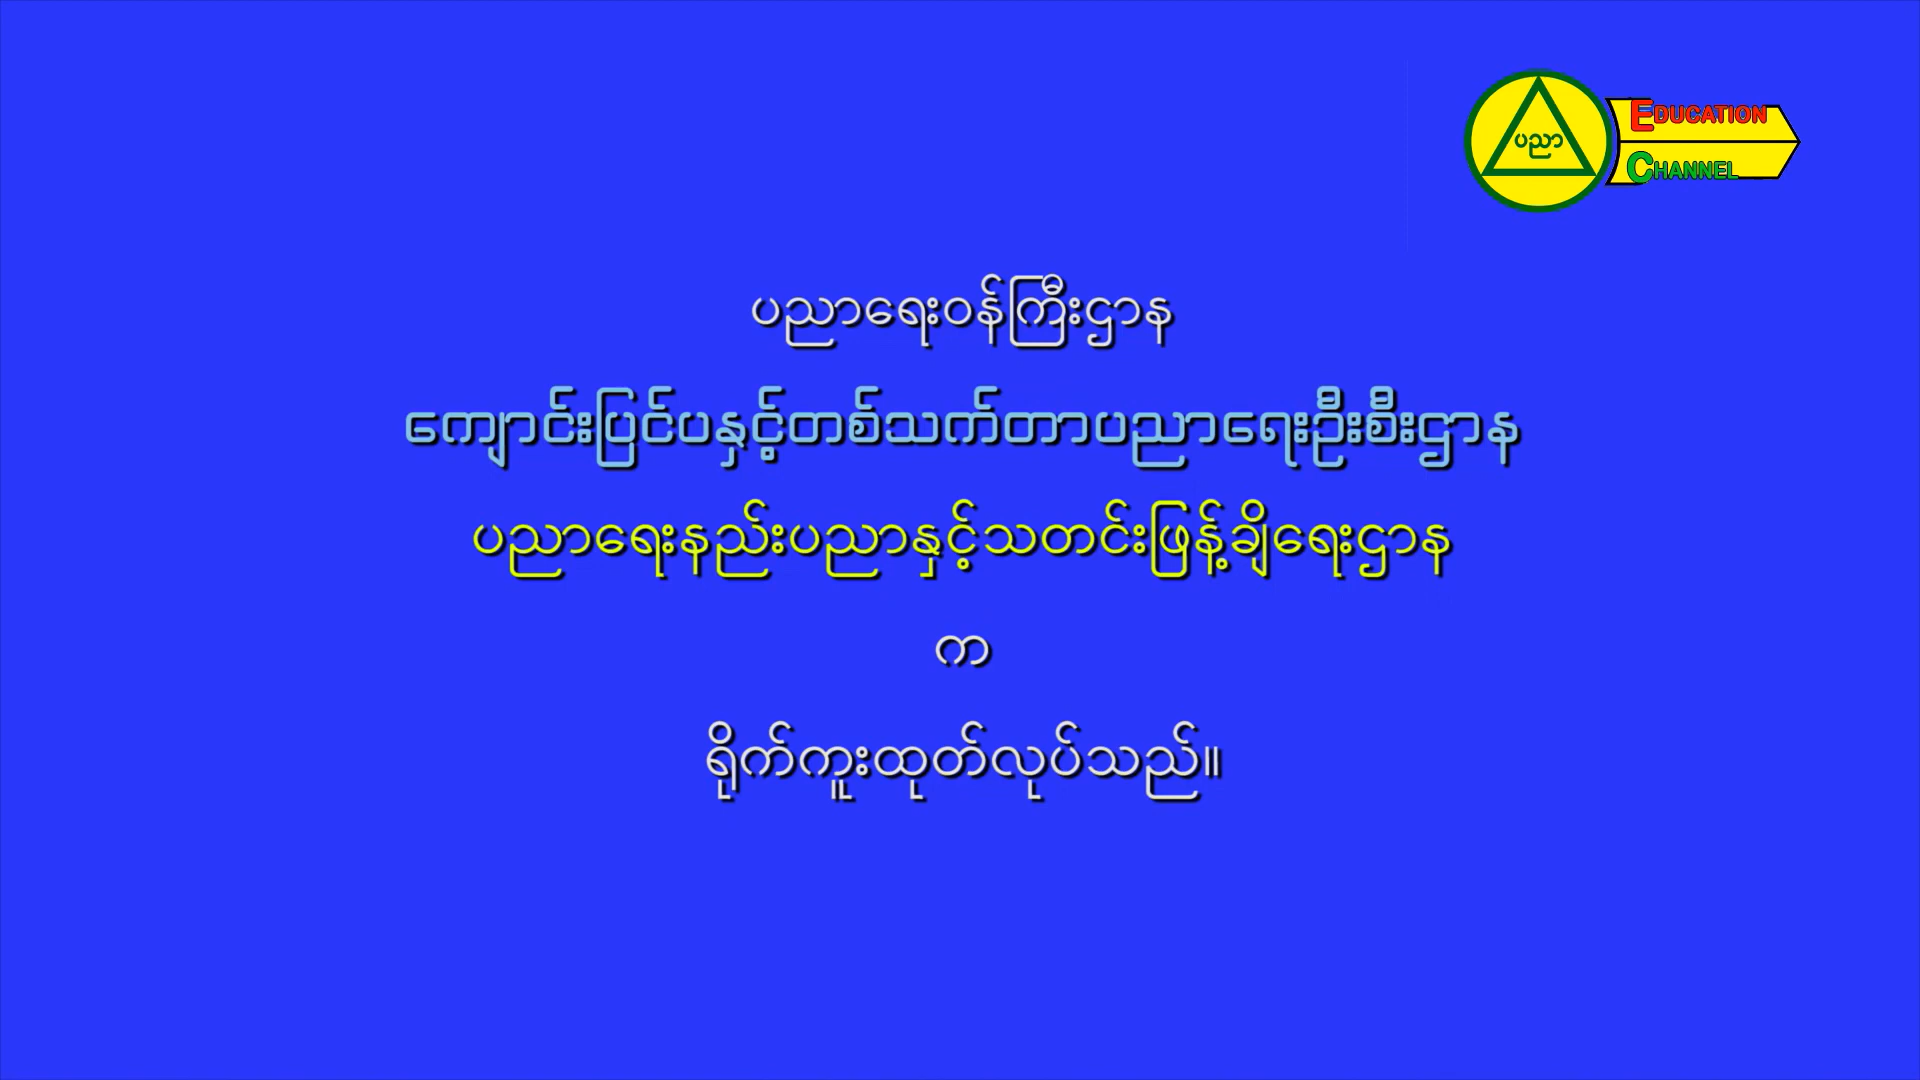 ပညာ
EDUCATION
CHANNEL
ပညာရေးဝန်ကြီးဌာန
ကျောင်းပြင်ပနှင့်တစ်သက်တာပညာရေးဦးစီးဌာန
ပညာရေးနည်းပညာနှင့်သတင်းဖြန့်ချိရေးဌာန
က
ရိုက်ကူးထုတ်လုပ်သည်။